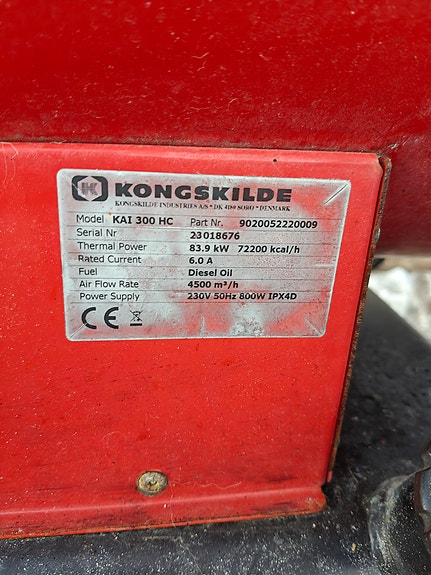 KONGSKILDE
KONGSKILDE INDUSTRIES A/S * DK 4180 SORØ * DENMARK
Model KAI 300 HC Part Nr. 9020052220009
Serial Nr 23018676
Thermal Power 83.9 kW 72200 kcal/h
Rated Current 6.0 A
Fuel Diesel Oil
Air Flow Rate 4500 m³/h
Power Supply 230V 50Hz 800W IPX4D
CE